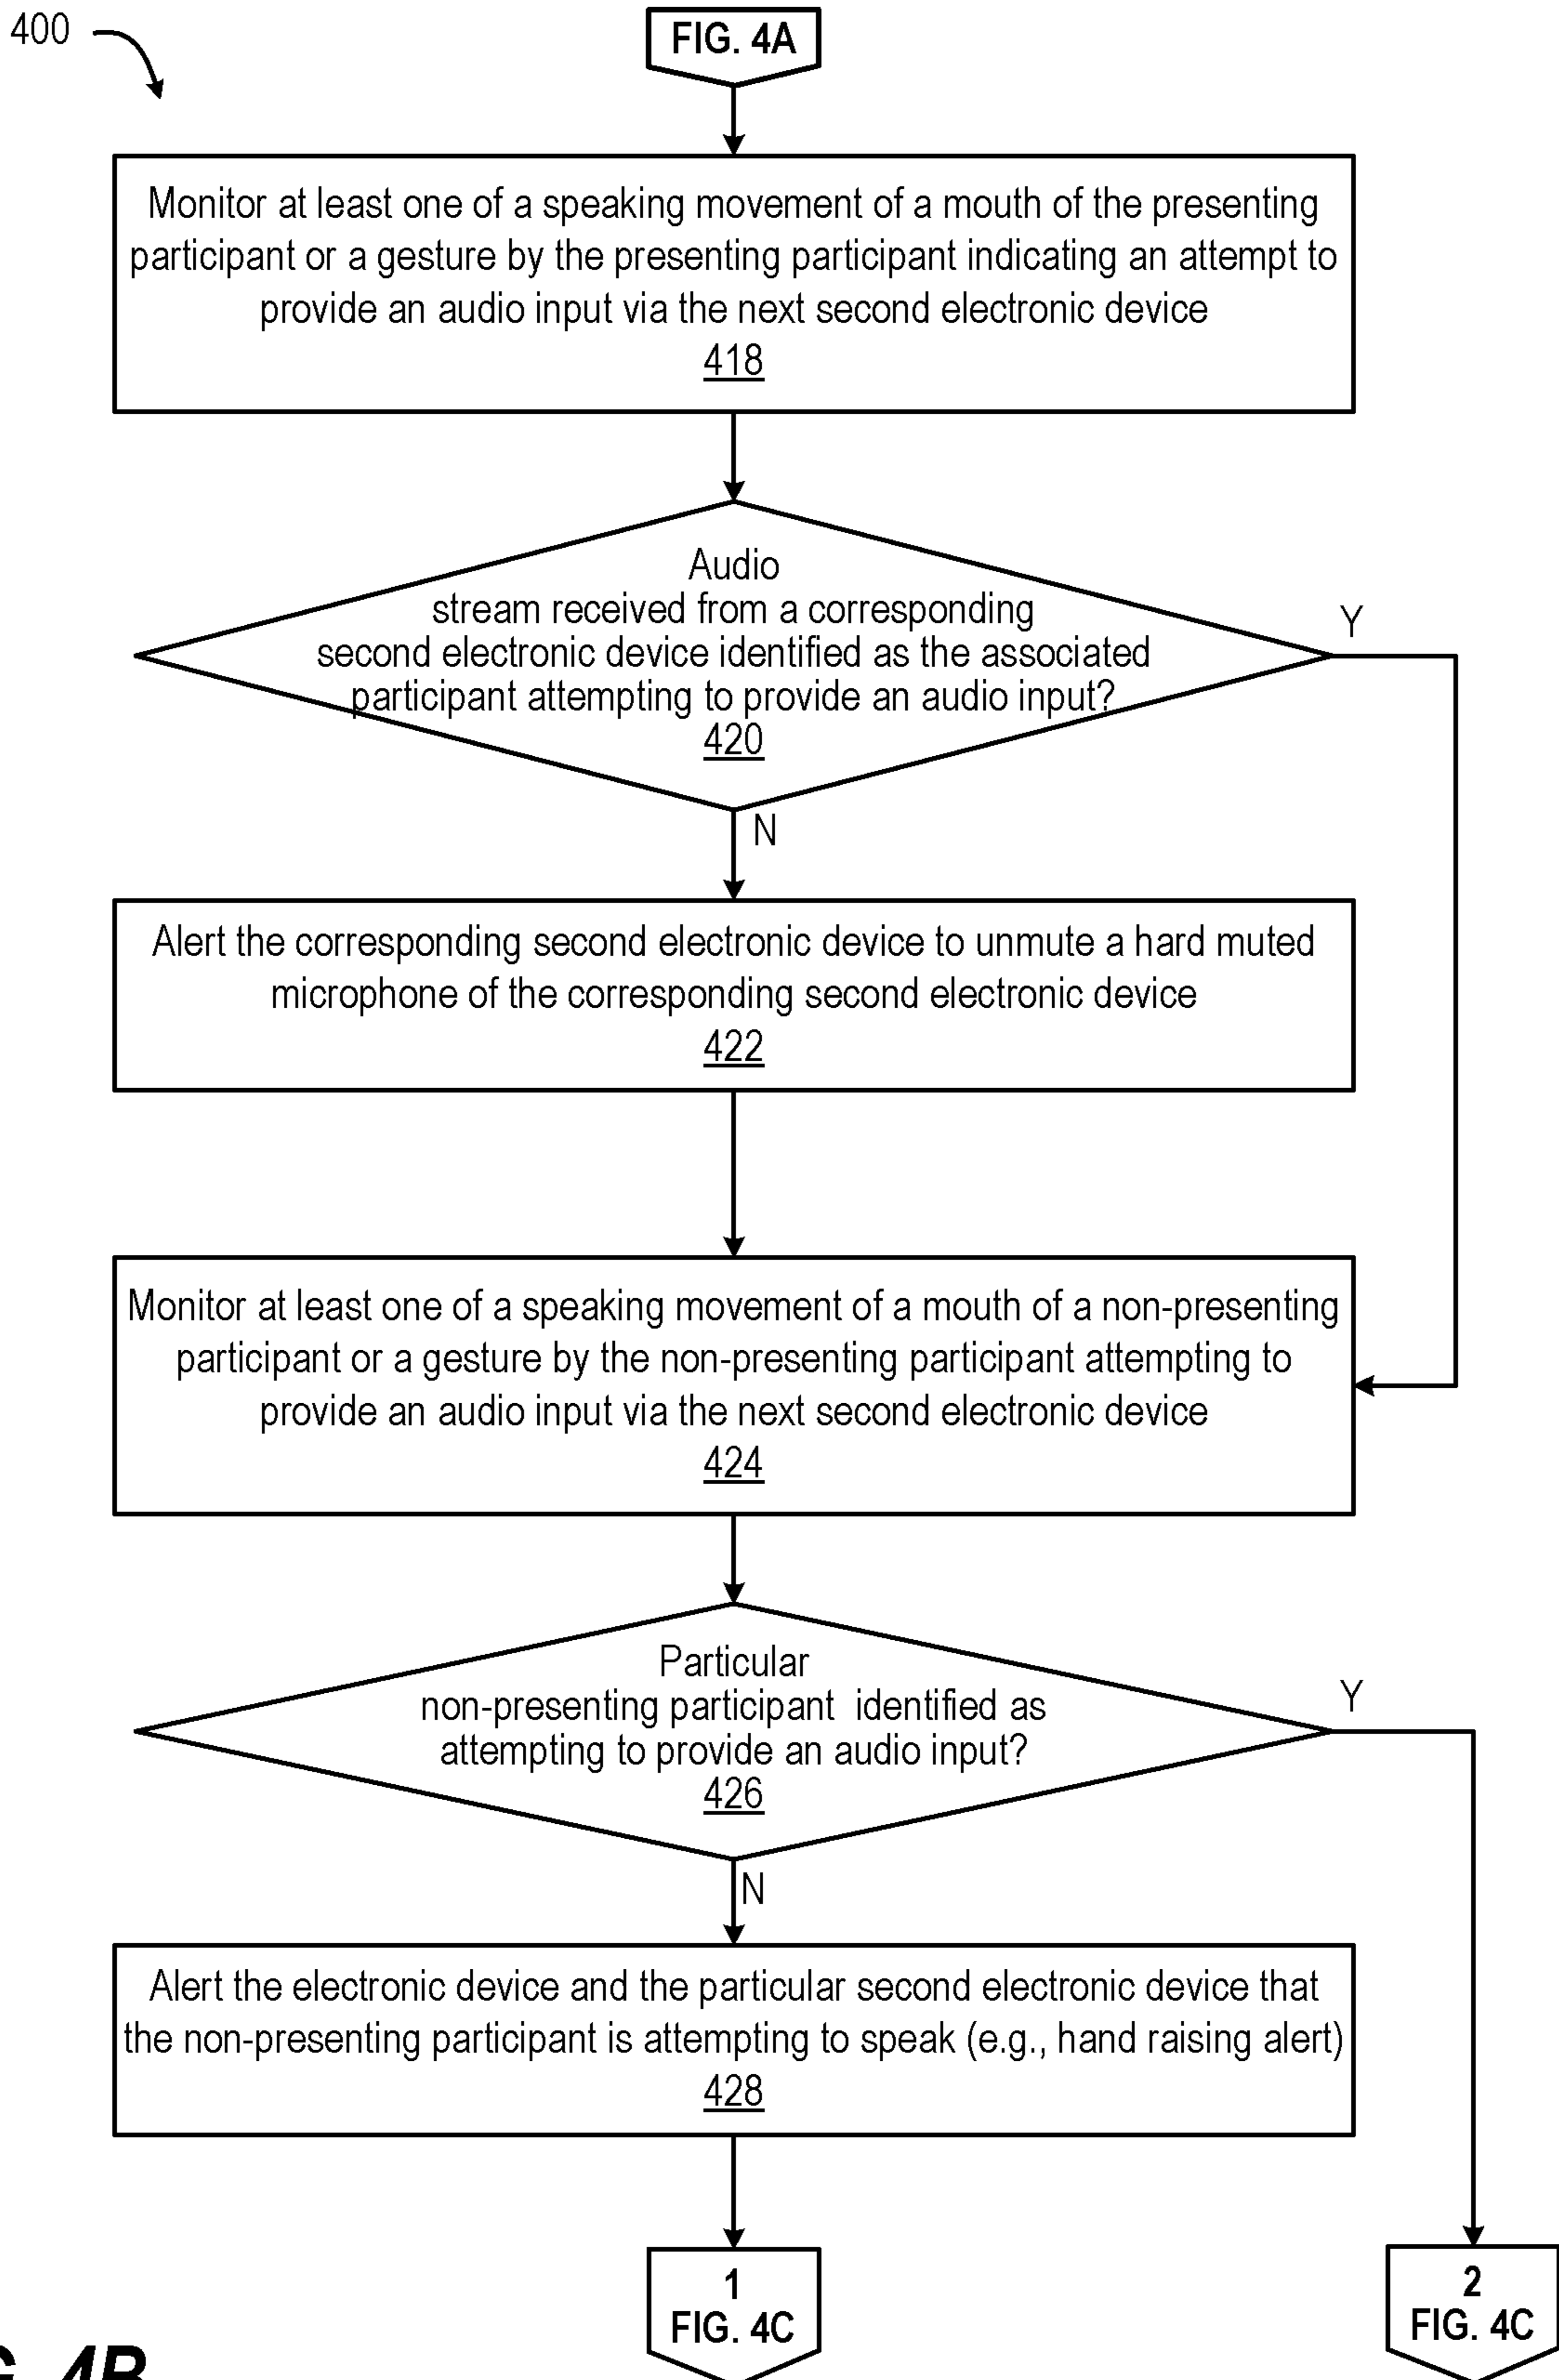 400
FIG. 4A
Monitor at least one of a speaking movement of a mouth of the presenting
participant or a gesture by the presenting participant indicating an attempt to
provide an audio input via the next second electronic device
418
Audio
stream received from a corresponding
second electronic device identified as the associated
participant attempting to provide an audio input?
420
Y
N
Alert the corresponding second electronic device to unmute a hard muted
microphone of the corresponding second electronic device
422
Monitor at least one of a speaking movement of a mouth of a non-presenting
participant or a gesture by the non-presenting participant attempting to
provide an audio input via the next second electronic device
424
Particular
non-presenting participant identified as
attempting to provide an audio input?
426
Y
N
Alert the electronic device and the particular second electronic device that
the non-presenting participant is attempting to speak (e.g., hand raising alert)
428
1
FIG. 4C
2
FIG. 4C
4B